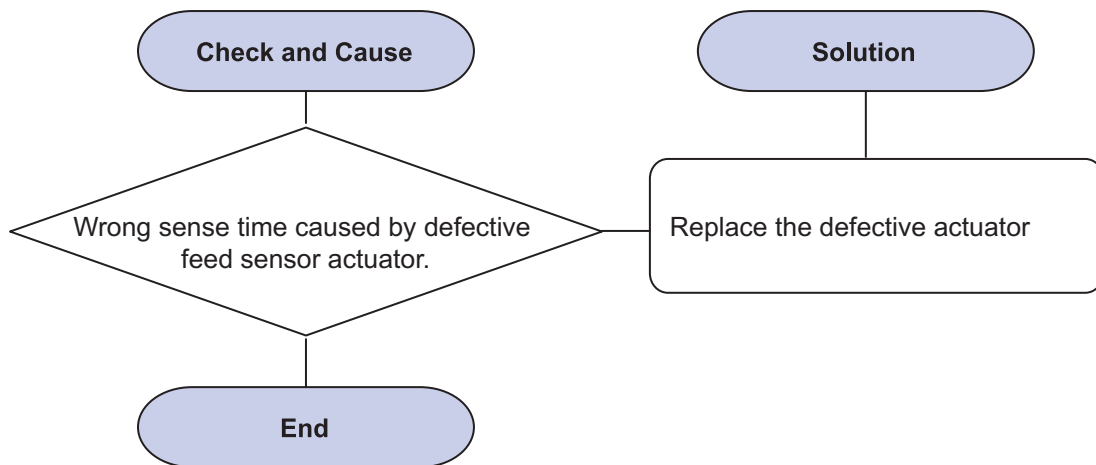 Check and Cause
Solution
Wrong sense time caused by defective
feed sensor actuator.
Replace the defective actuator
End